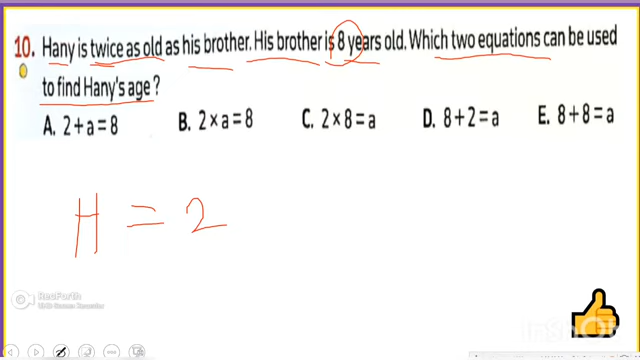 10. Hany is twice as old as his brother. His brother is 8 years old. Which two equations can be used
to find Hany's age?
A. 2 + a = 8 B. 2 × a = 8 C. 2 × 8 = a D. 8 + 2 = a E. 8 + 8 = a
H = 2
RecForth